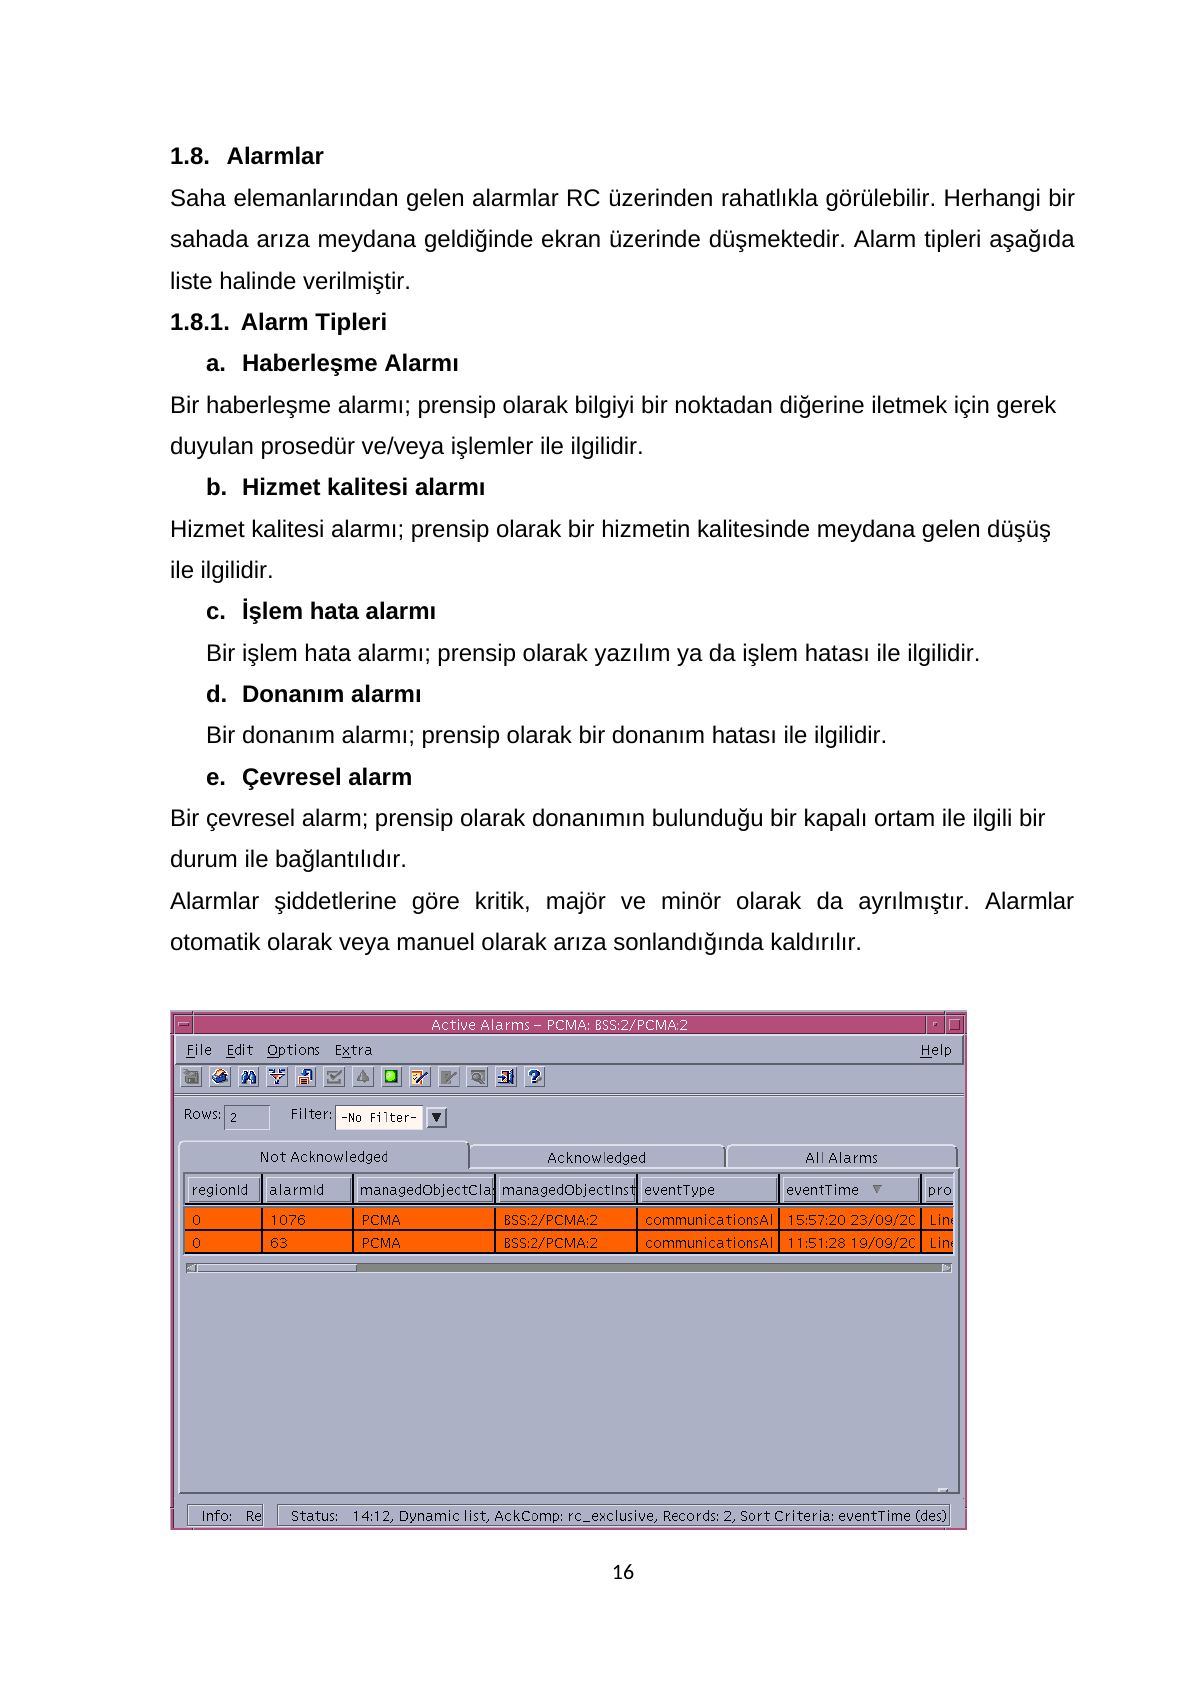 1.8. Alarmlar
Saha elemanlarından gelen alarmlar RC üzerinden rahatlıkla görülebilir. Herhangi bir
sahada arıza meydana geldiğinde ekran üzerinde düşmektedir. Alarm tipleri aşağıda
liste halinde verilmiştir.
1.8.1. Alarm Tipleri
a. Haberleşme Alarmı
Bir haberleşme alarmı; prensip olarak bilgiyi bir noktadan diğerine iletmek için gerek
duyulan prosedür ve/veya işlemler ile ilgilidir.
b. Hizmet kalitesi alarmı
Hizmet kalitesi alarmı; prensip olarak bir hizmetin kalitesinde meydana gelen düşüş
ile ilgilidir.
c. İşlem hata alarmı
Bir işlem hata alarmı; prensip olarak yazılım ya da işlem hatası ile ilgilidir.
d. Donanım alarmı
Bir donanım alarmı; prensip olarak bir donanım hatası ile ilgilidir.
e. Çevresel alarm
Bir çevresel alarm; prensip olarak donanımın bulunduğu bir kapalı ortam ile ilgili bir
durum ile bağlantılıdır.
Alarmlar şiddetlerine göre kritik, majör ve minör olarak da ayrılmıştır. Alarmlar
otomatik olarak veya manuel olarak arıza sonlandığında kaldırılır.
Active Alarms – PCMA: BSS:2/PCMA:2
File Edit Options Extra Help
Rows: 2 Filter: -No Filter-
Not Acknowledged Acknowledged All Alarms
regionId alarmId managedObjectCla managedObjectInst eventType eventTime pro
0 1076 PCMA BSS:2/PCMA:2 communicationsAl 15:57:20 23/09/20 Line
0 63 PCMA BSS:2/PCMA:2 communicationsAl 11:51:28 19/09/20 Line
Info: Re Status: 14:12, Dynamic list, AckComp: rc_exclusive, Records: 2, Sort Criteria: eventTime (des)
16